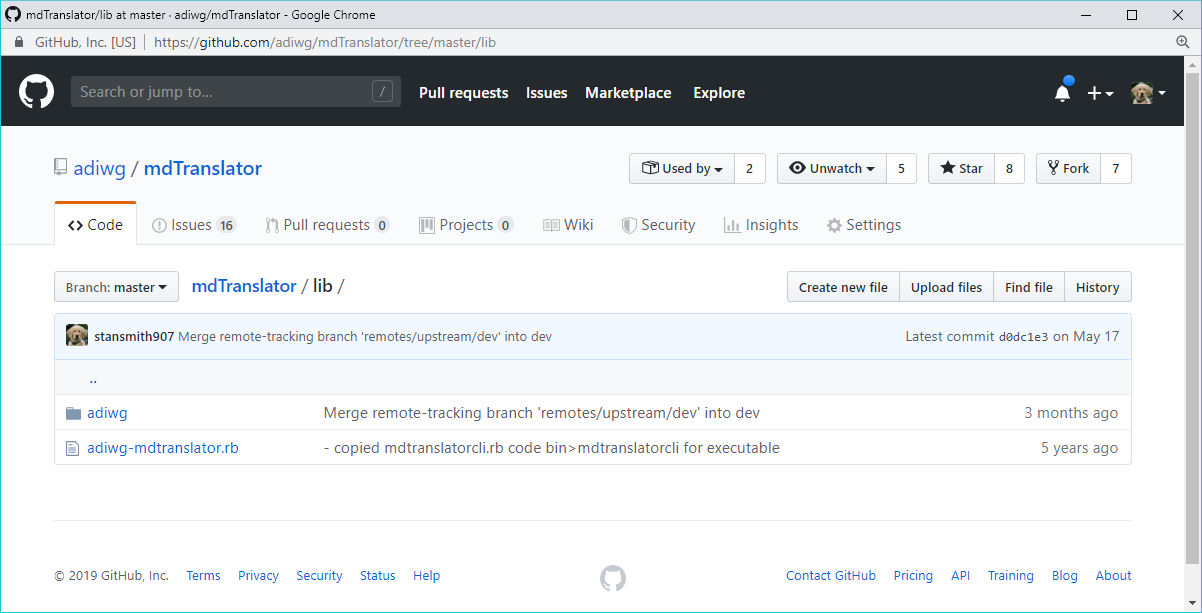 mdTranslator/lib at master · adiwg/mdTranslator - Google Chrome
GitHub, Inc. [US] https://github.com/adiwg/mdTranslator/tree/master/lib
Search or jump to... / Pull requests Issues Marketplace Explore
adiwg / mdTranslator Used by 2 Unwatch 5 Star 8 Fork 7
Code Issues 16 Pull requests 0 Projects 0 Wiki Security Insights Settings
Branch: master mdTranslator / lib / Create new file Upload files Find file History
stansmith907 Merge remote-tracking branch 'remotes/upstream/dev' into dev Latest commit d0dc1e3 on May 17
..
adiwg Merge remote-tracking branch 'remotes/upstream/dev' into dev 3 months ago
adiwg-mdtranslator.rb - copied mdtranslatorcli.rb code bin>mdtranslatorcli for executable 5 years ago
© 2019 GitHub, Inc. Terms Privacy Security Status Help Contact GitHub Pricing API Training Blog About